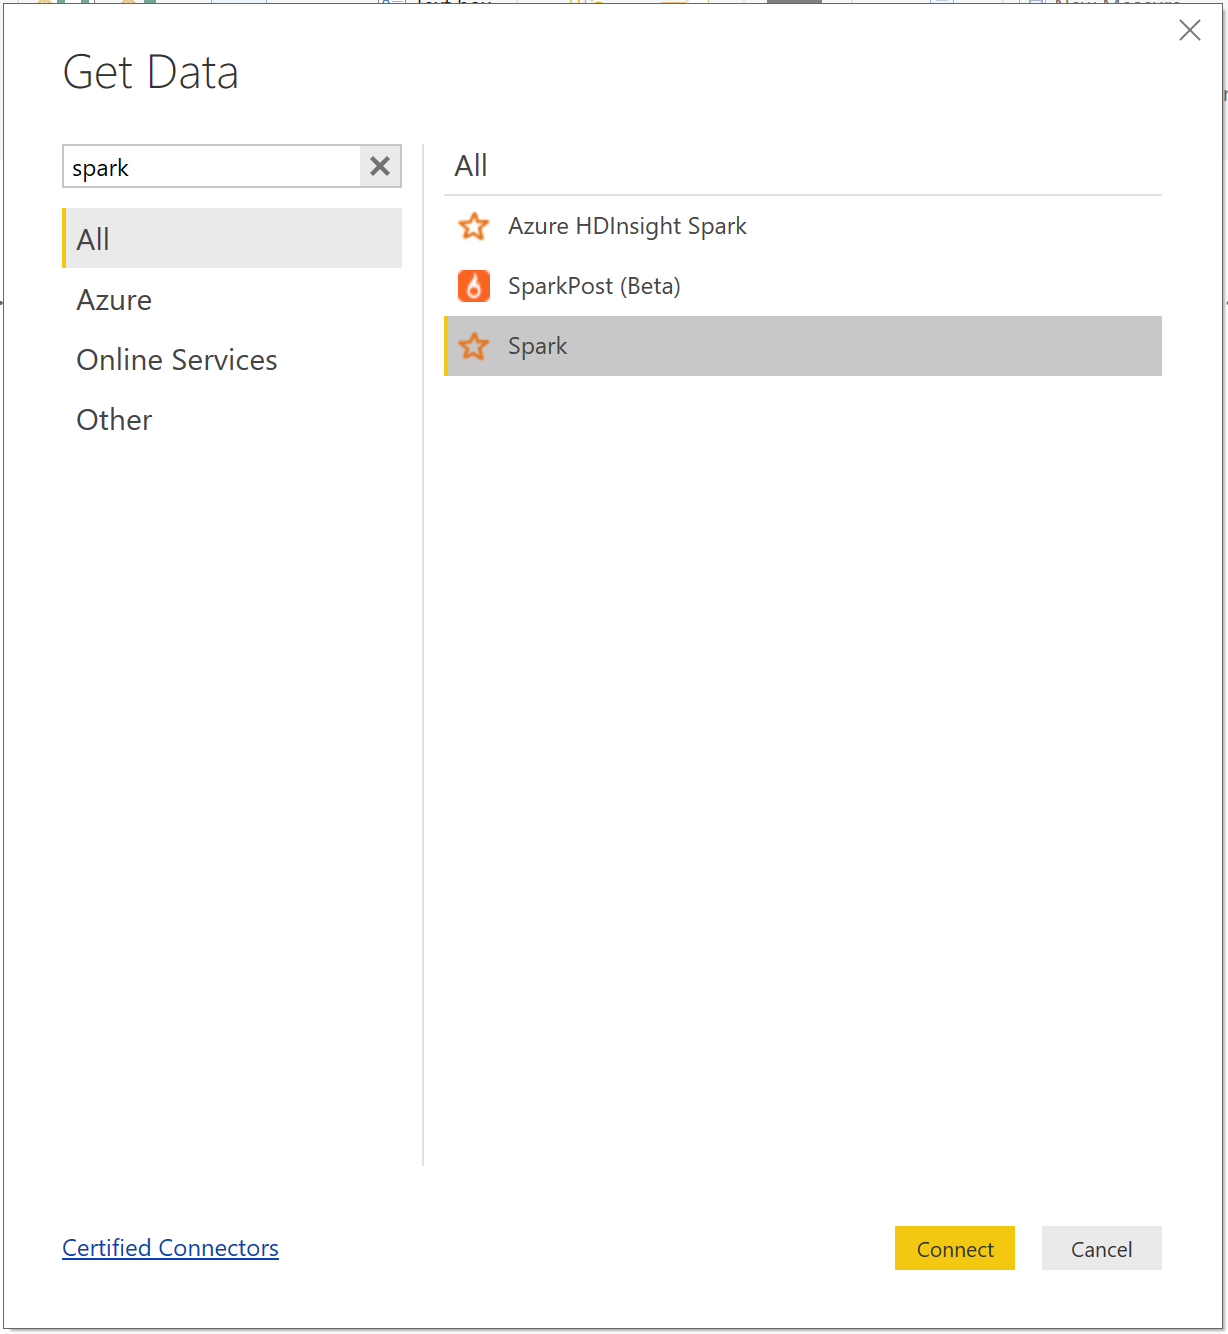 Get Data
spark
All
Azure
Online Services
Other
All
Azure HDInsight Spark
SparkPost (Beta)
Spark
Certified Connectors
Connect
Cancel